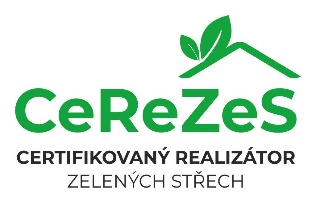 CeReZeS
CERTIFIKOVANÝ REALIZÁTOR
ZELENÝCH STŘECH